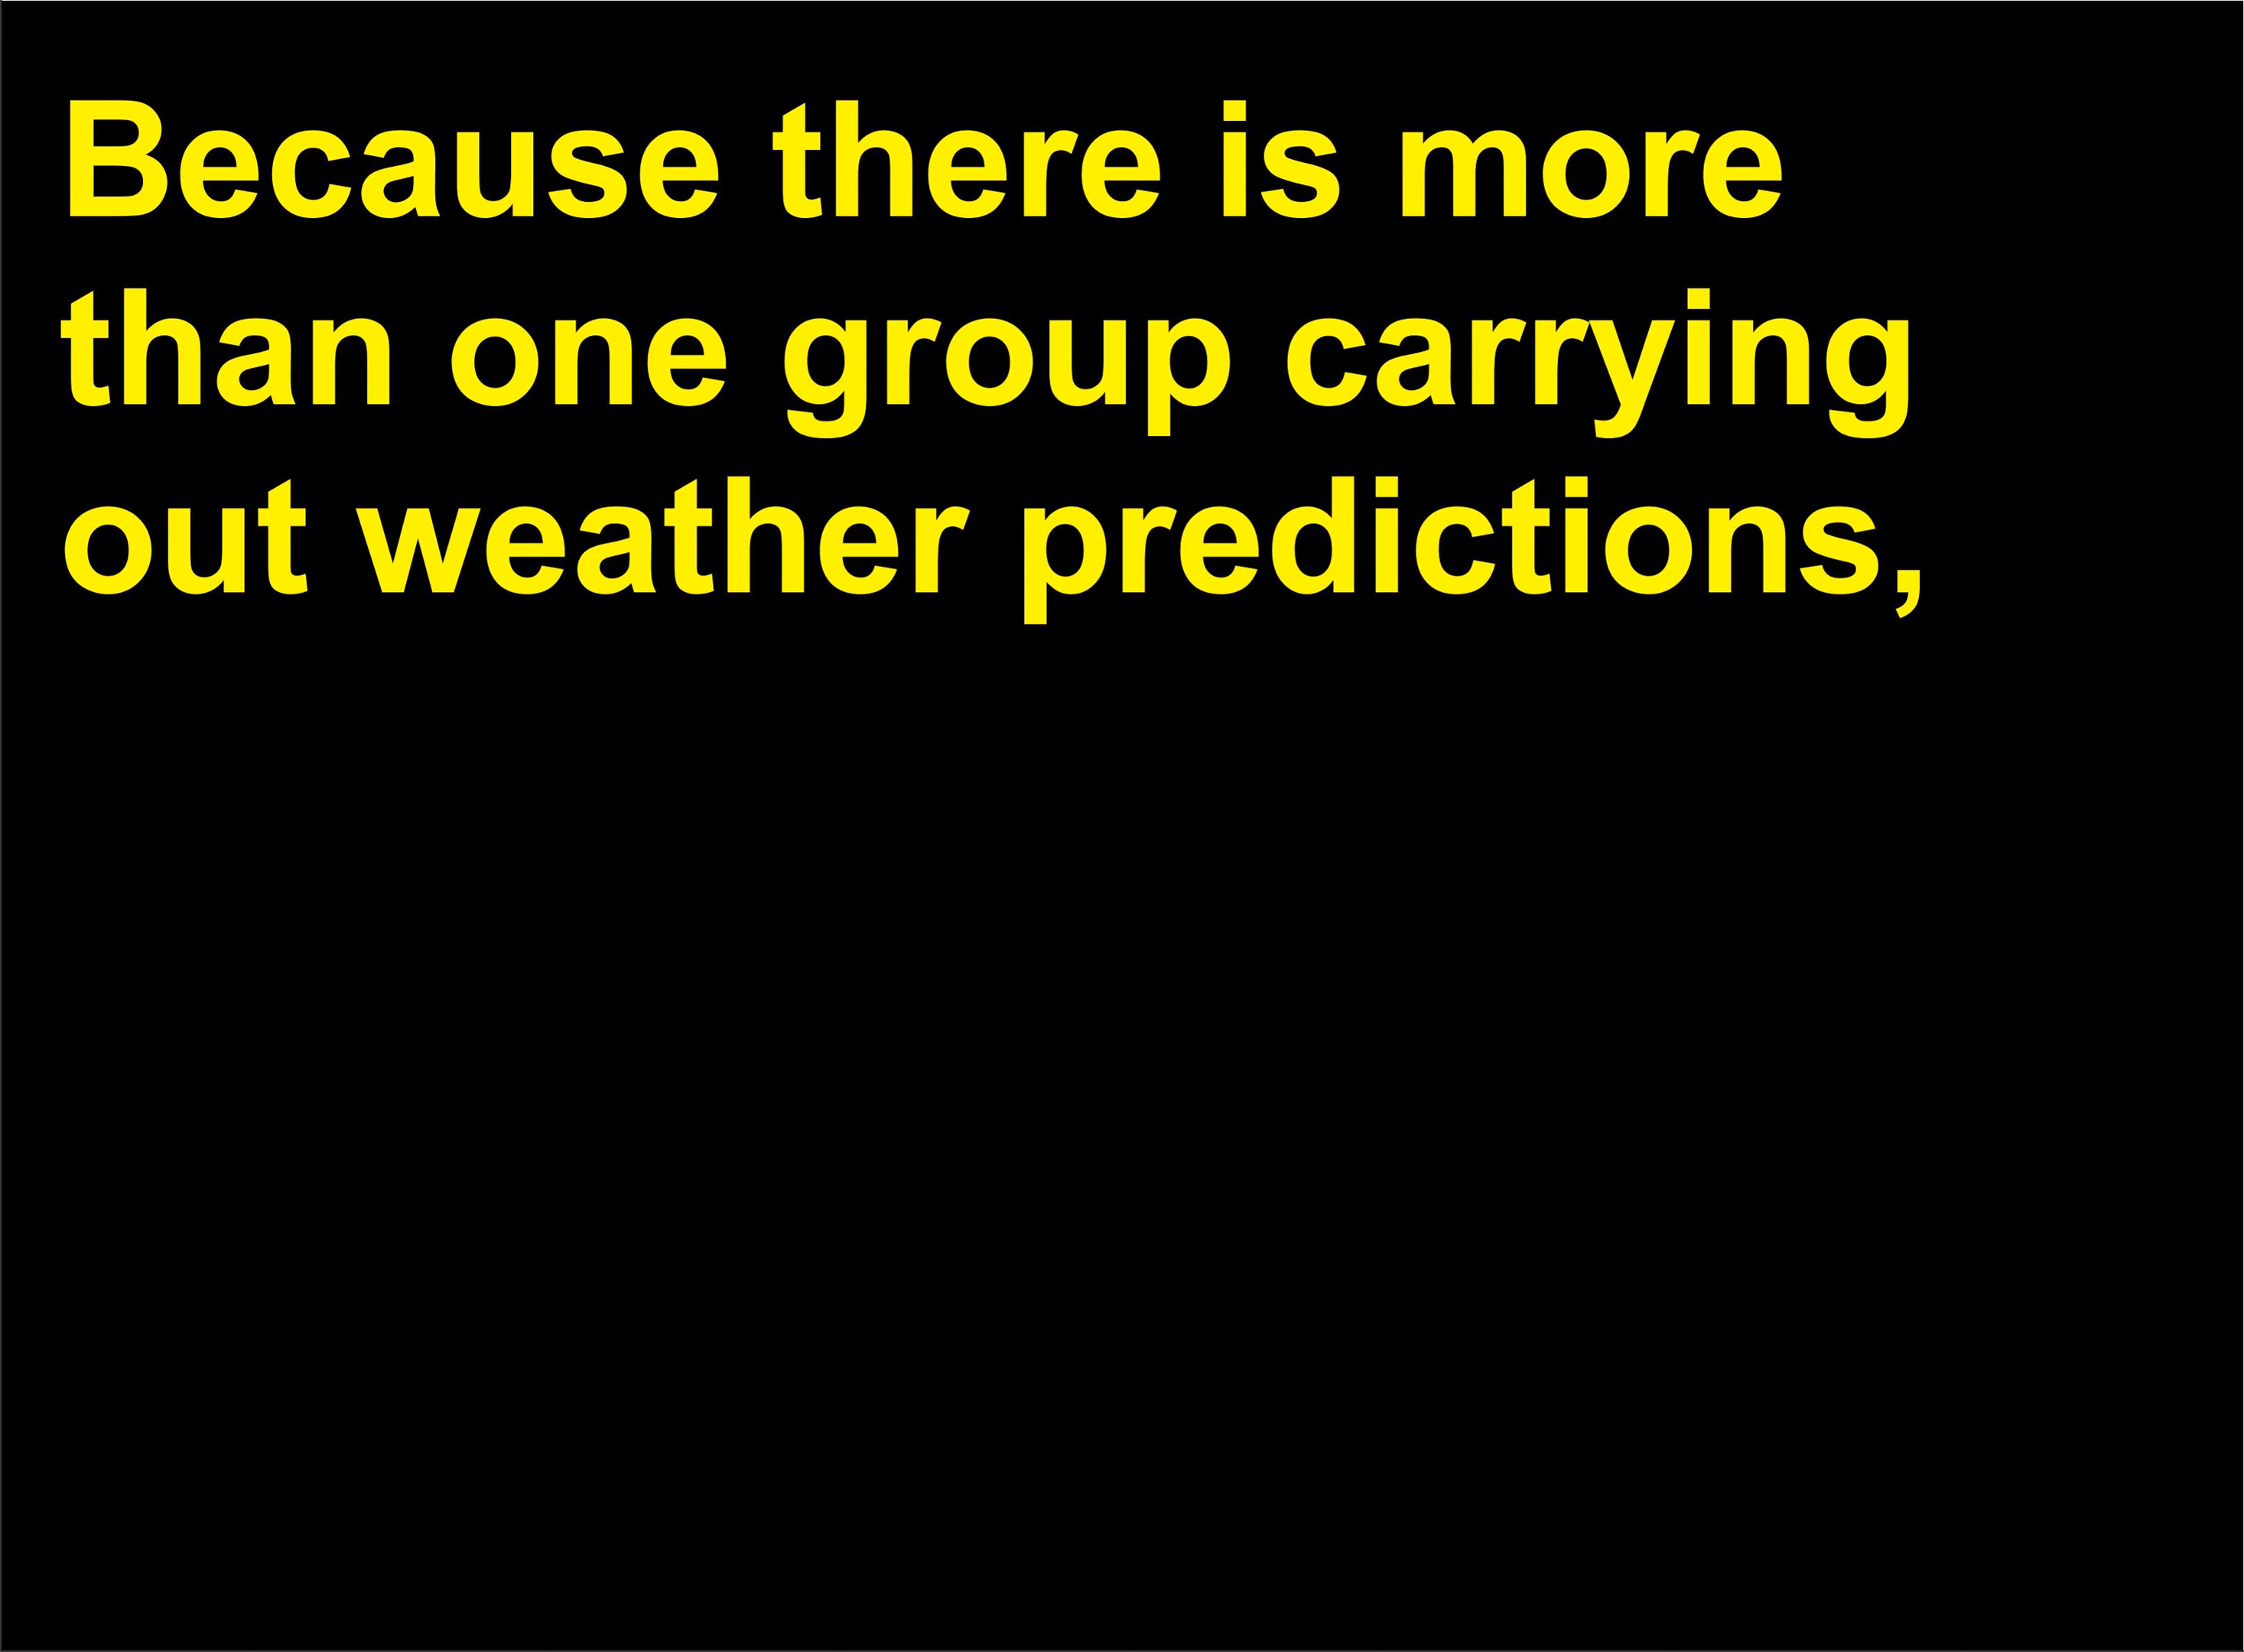 Because there is more
than one group carrying
out weather predictions,